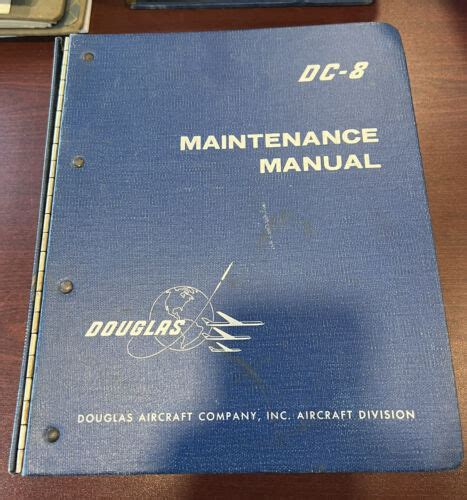 DC-8
MAINTENANCE
MANUAL
DOUGLAS
DOUGLAS AIRCRAFT COMPANY, INC. AIRCRAFT DIVISION